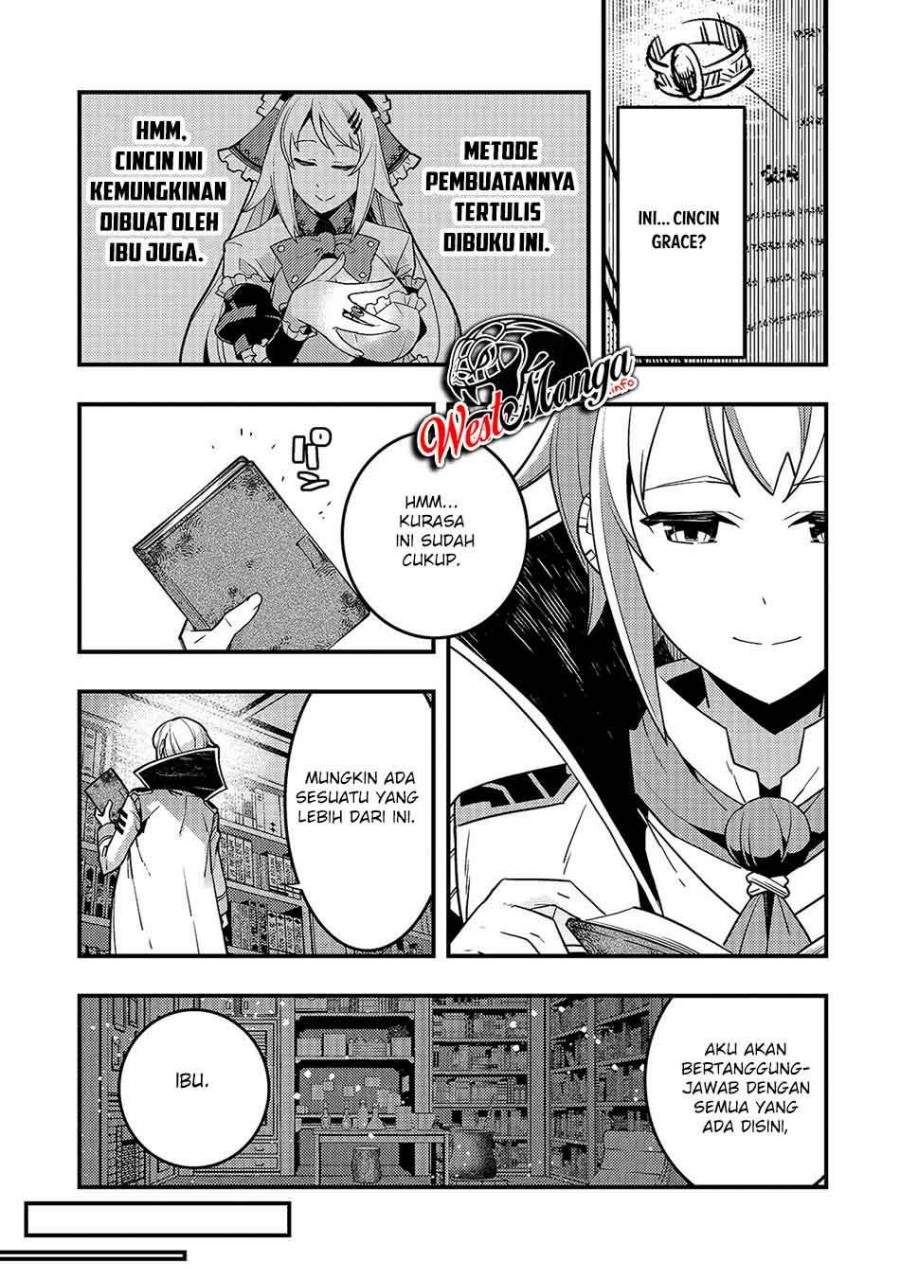 INI... CINCIN
GRACE?
METODE
PEMBUATANNYA
TERTULIS
DIBUKU INI.
HMM,
CINCIN INI
KEMUNGKINAN
DIBUAT OLEH
IBU JUGA.
WestManga
.info
HMM...
KURASA
INI SUDAH
CUKUP.
パン
MUNGKIN ADA
SESUATU YANG
LEBIH DARI INI.
AKU AKAN
BERTANGGUNG-
JAWAB DENGAN
SEMUA YANG
ADA DISINI,
IBU.